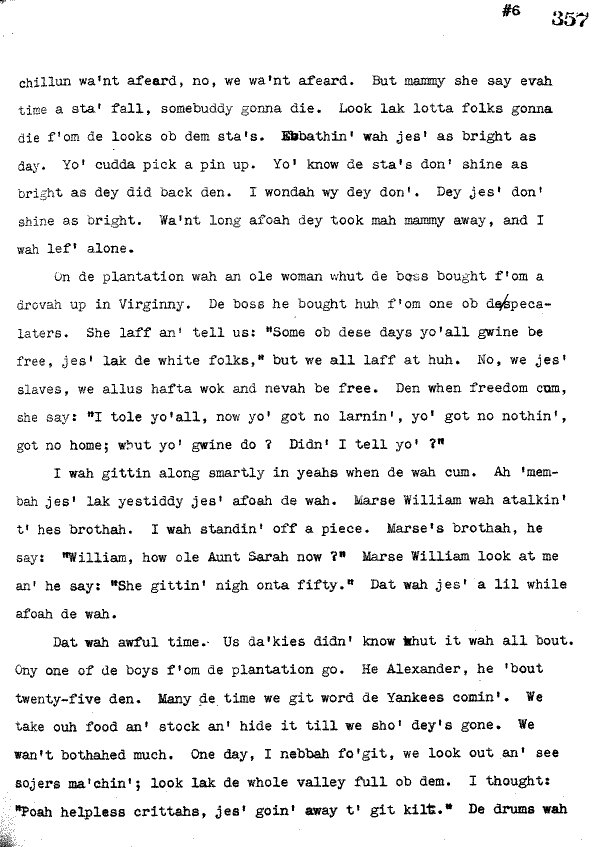 #6 357
chillun wa'nt afeard, no, we wa'nt afeard. But mammy she say evah
time a sta' fall, somebuddy gonna die. Look lak lotta folks gonna
die f'om de looks ob dem sta's. Ebbathin' wah jes' as bright as
day. Yo' cudda pick a pin up. Yo' know de sta's don' shine as
bright as dey did back den. I wondah wy dey don'. Dey jes' don'
shine as bright. Wa'nt long afoah dey took mah mammy away, and I
wah lef' alone.
On de plantation wah an ole woman whut de boss bought f'om a
drovah up in Virginny. De boss he bought huh f'om one ob de/speca-
laters. She laff an' tell us: "Some ob dese days yo'all gwine be
free, jes' lak de white folks," but we all laff at huh. No, we jes'
slaves, we allus hafta wok and nevah be free. Den when freedom cum,
she say: "I tole yo'all, now yo' got no larnin', yo' got no nothin',
got no home; whut yo' gwine do ? Didn' I tell yo' ?"
I wah gittin along smartly in yeahs when de wah cum. Ah 'mem-
bah jes' lak yestiddy jes' afoah de wah. Marse William wah atalkin'
t' hes brothah. I wah standin' off a piece. Marse's brothah, he
say: "William, how ole Aunt Sarah now ?" Marse William look at me
an' he say: "She gittin' nigh onta fifty." Dat wah jes' a lil while
afoah de wah.
Dat wah awful time. Us da'kies didn' know whut it wah all bout.
Ony one of de boys f'om de plantation go. He Alexander, he 'bout
twenty-five den. Many de time we git word de Yankees comin'. We
take ouh food an' stock an' hide it till we sho' dey's gone. We
wan't bothahed much. One day, I nebbah fo'git, we look out an' see
sojers ma'chin'; look lak de whole valley full ob dem. I thought:
"Poah helpless crittahs, jes' goin' away t' git kilt." De drums wah